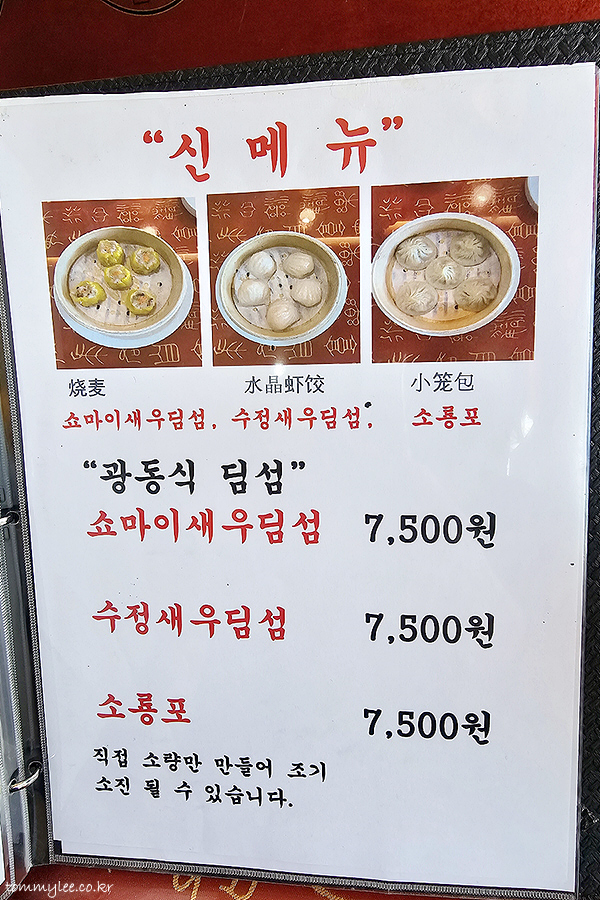 “신 메 뉴”
烧麦 水晶虾饺 小笼包
쇼마이새우딤섬, 수정새우딤섬, 소룡포
“광동식 딤섬”
쇼마이새우딤섬 7,500원
수정새우딤섬 7,500원
소룡포 7,500원
직접 소량만 만들어 조기
소진 될 수 있습니다.
tommylee.co.kr